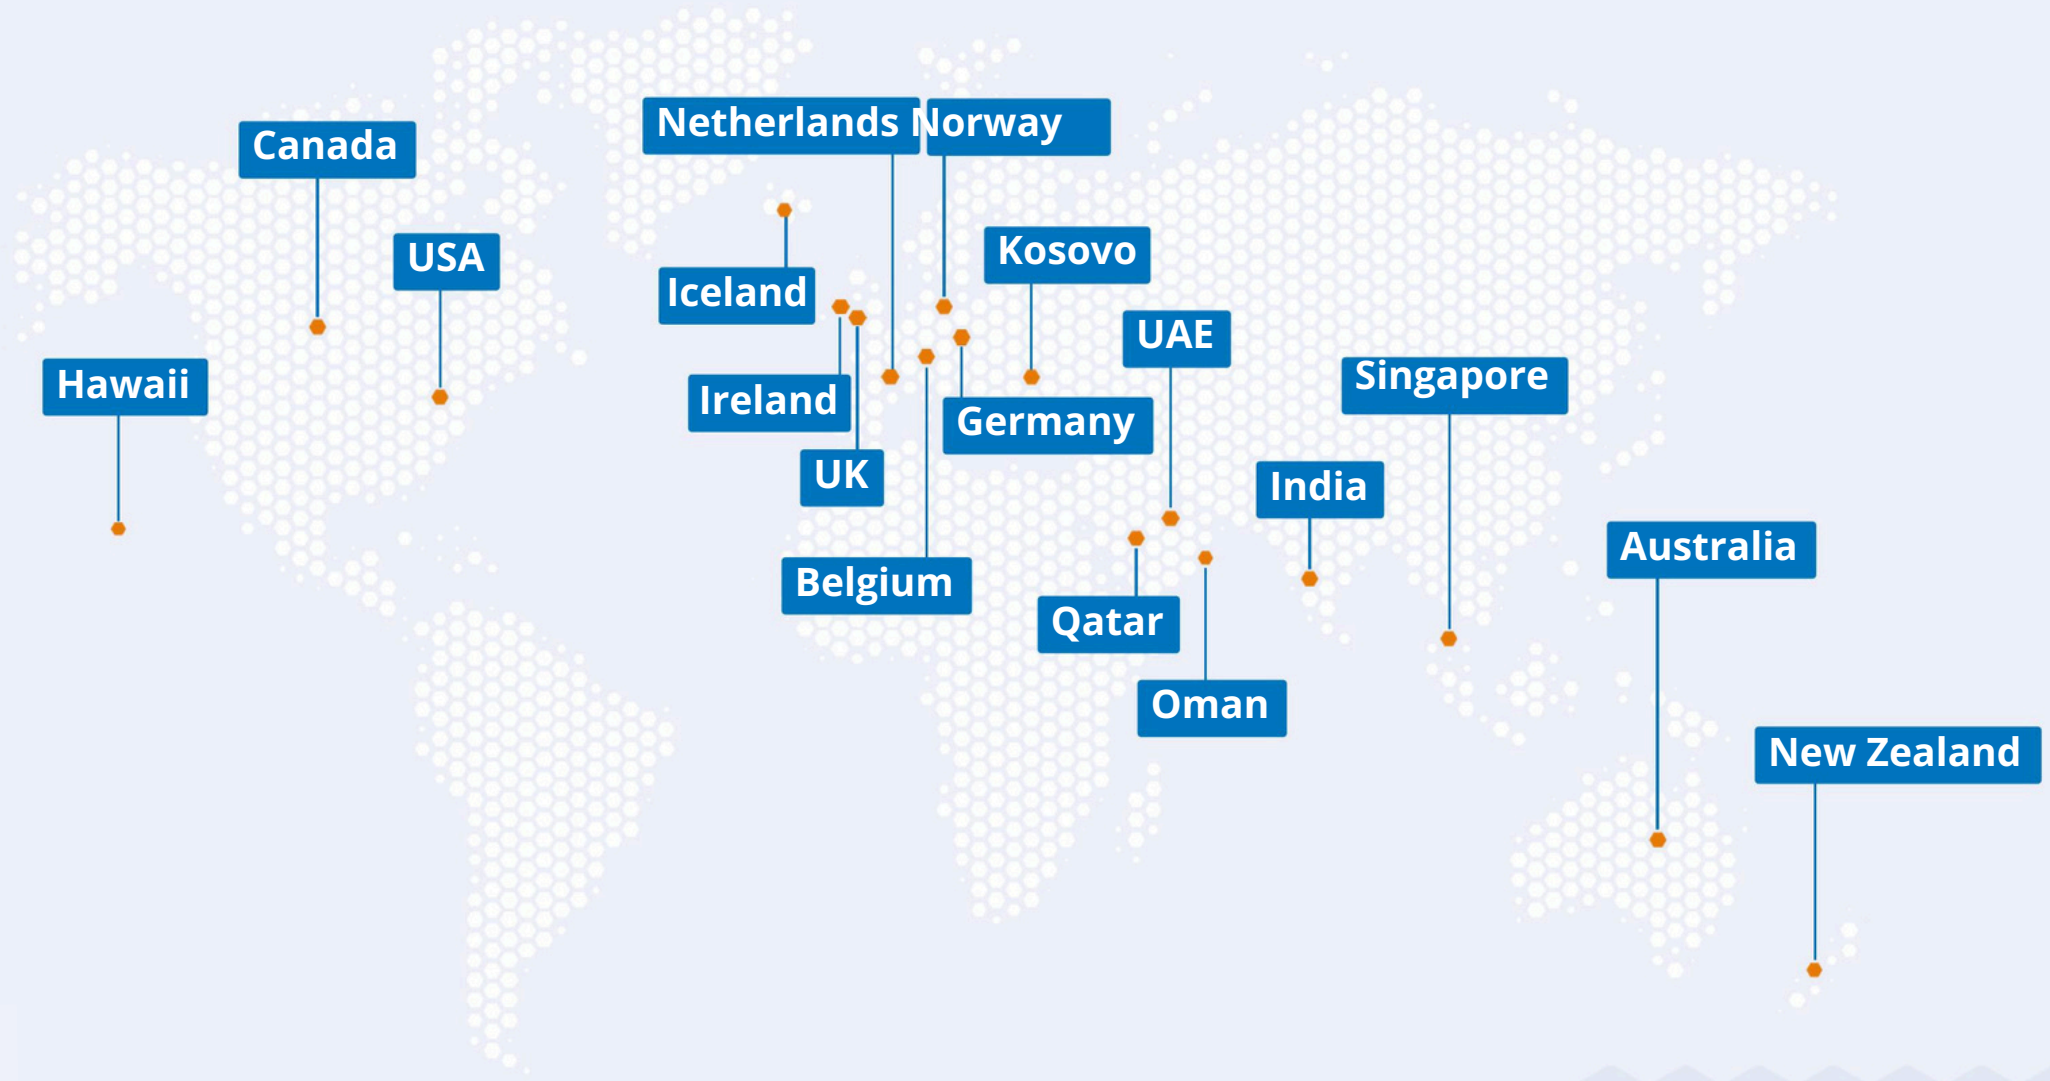 Netherlands
Norway
Canada
USA
Kosovo
Iceland
UAE
Hawaii
Singapore
Ireland
Germany
UK
India
Australia
Belgium
Qatar
Oman
New Zealand